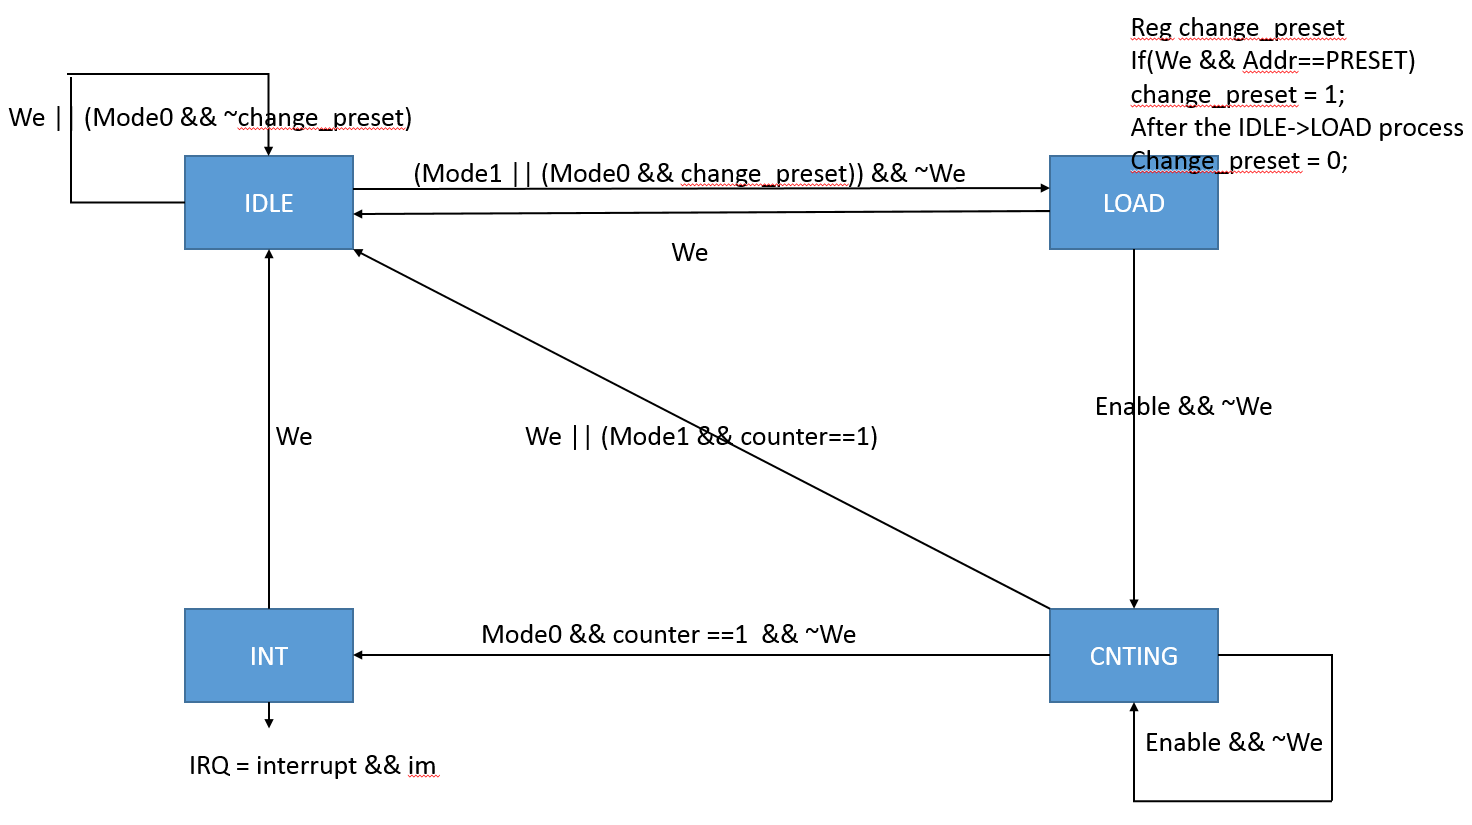 Reg change_preset
If(We && Addr==PRESET)
change_preset = 1;
After the IDLE->LOAD process
Change_preset = 0;
We || (Mode0 && ~change_preset)
(Mode1 || (Mode0 && change_preset)) && ~We
IDLE
LOAD
We
Enable && ~We
We
We || (Mode1 && counter==1)
Mode0 && counter ==1  && ~We
INT
CNTING
Enable && ~We
IRQ = interrupt && im